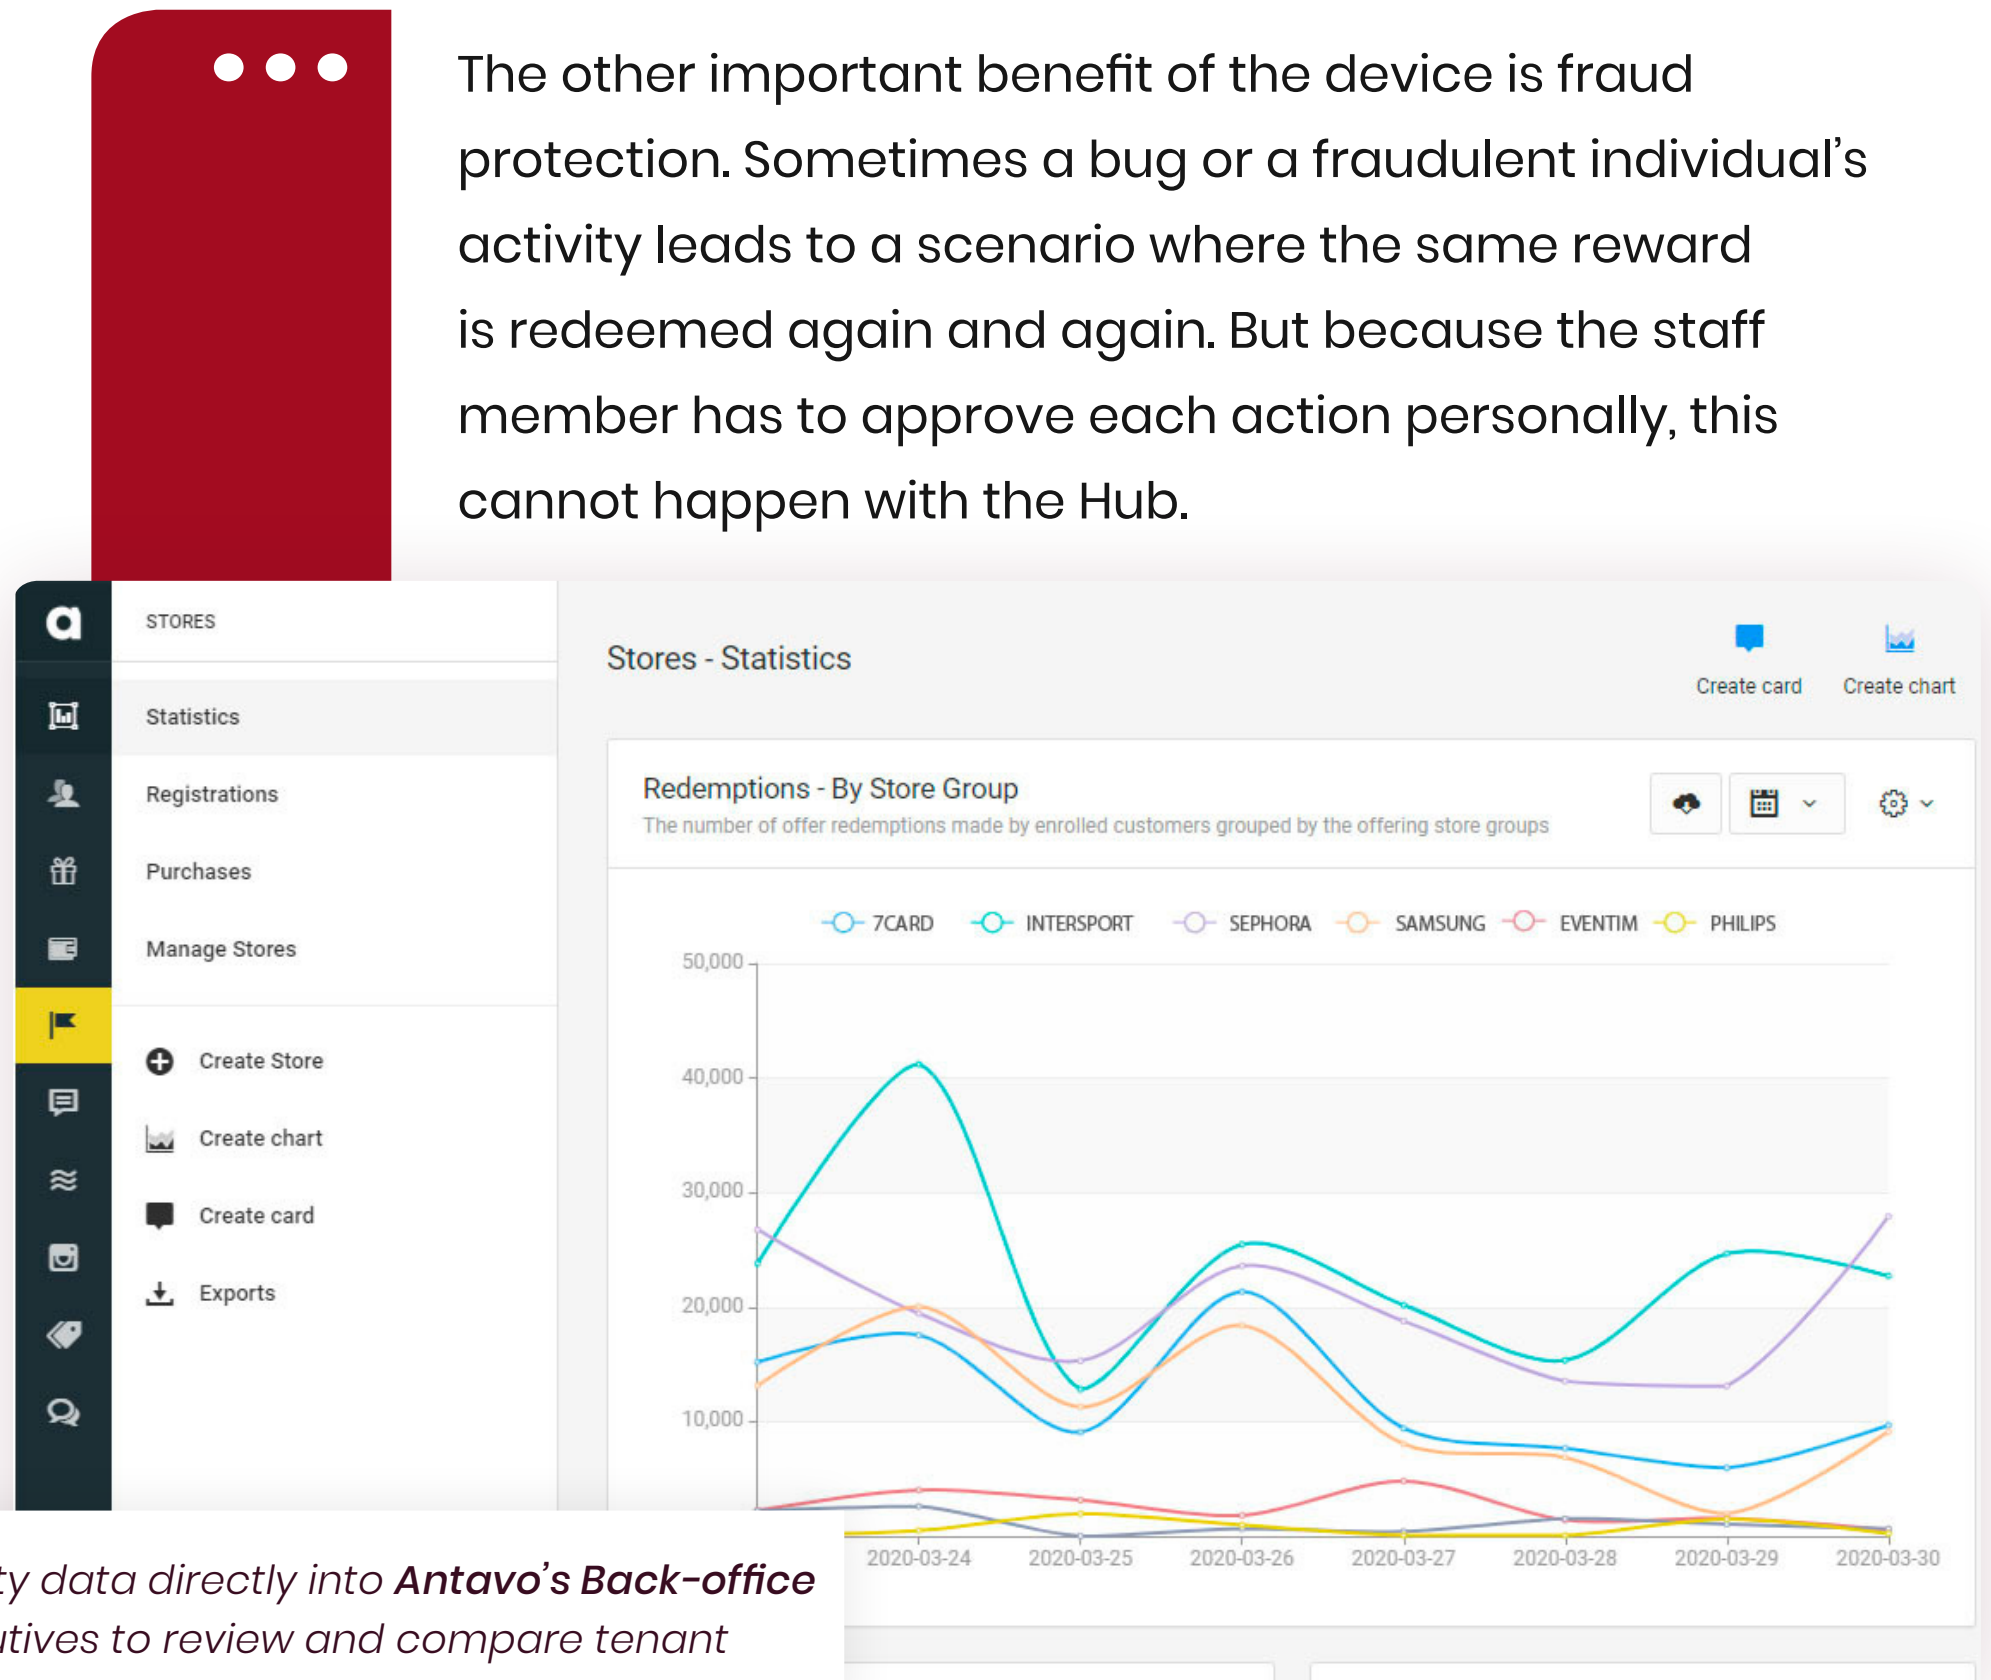 The other important benefit of the device is fraud
protection. Sometimes a bug or a fraudulent individual’s
activity leads to a scenario where the same reward
is redeemed again and again. But because the staff
member has to approve each action personally, this
cannot happen with the Hub.
a
STORES
Statistics
Registrations
Purchases
Manage Stores
Create Store
Create chart
Create card
Exports
Stores - Statistics
Create card
Create chart
Redemptions - By Store Group
The number of offer redemptions made by enrolled customers grouped by the offering store groups
7CARD INTERSPORT SEPHORA SAMSUNG EVENTIM PHILIPS
50,000
40,000
30,000
20,000
10,000
2020-03-24 2020-03-25 2020-03-26 2020-03-27 2020-03-28 2020-03-29 2020-03-30
data directly into Antavo’s Back-office
to review and compare tenant